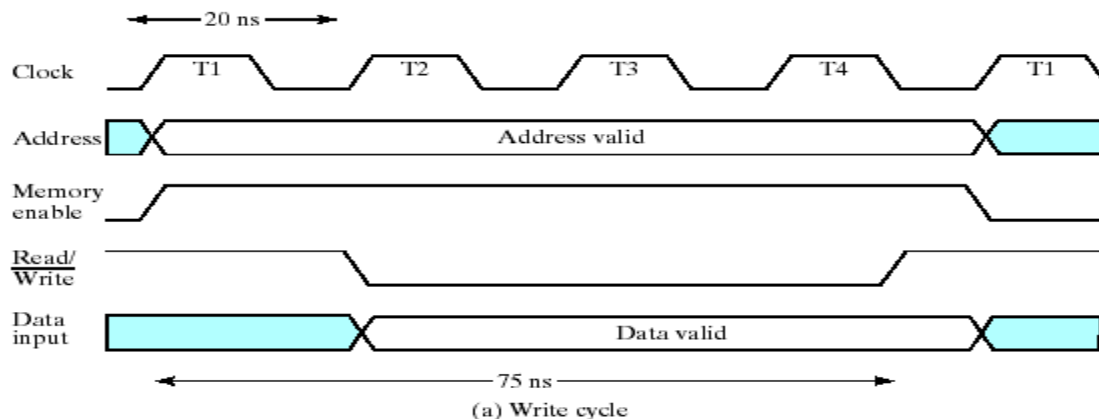 20 ns
Clock T1 T2 T3 T4 T1
Address Address valid
Memory
enable
Read/
Write
Data
input Data valid
75 ns
(a) Write cycle